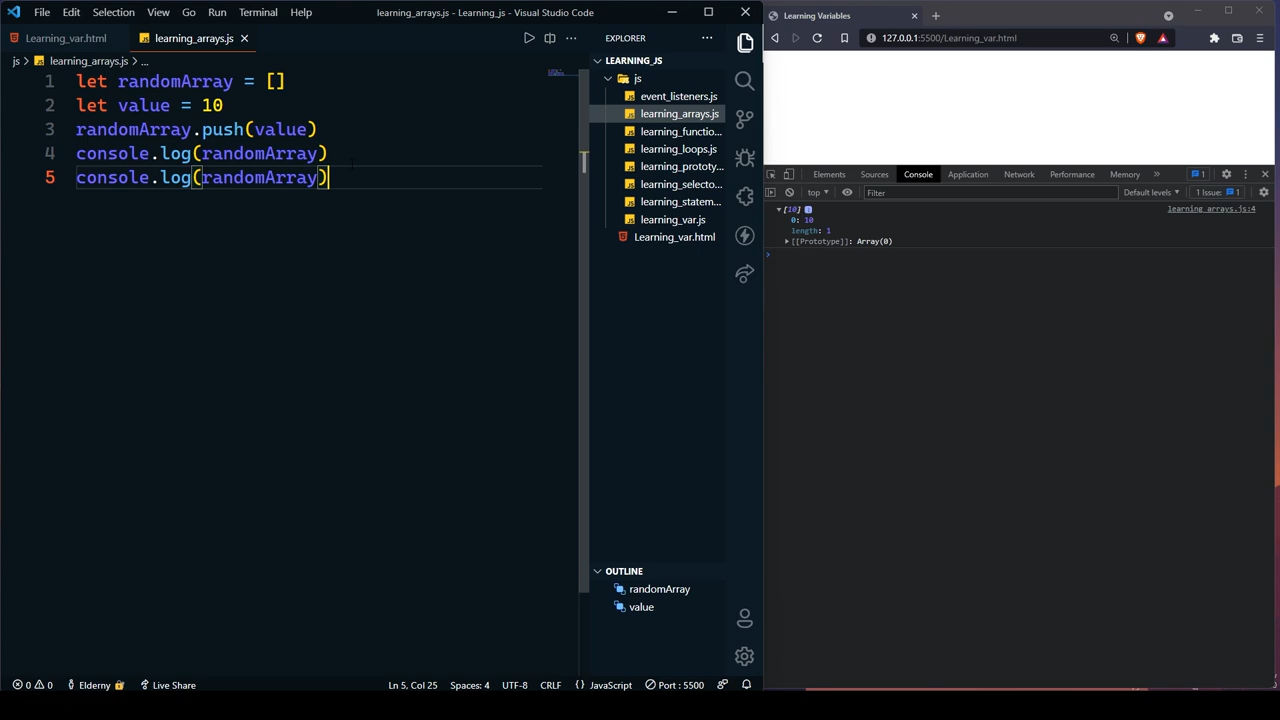 File Edit Selection View Go Run Terminal Help
learning_arrays.js - Learning_js - Visual Studio Code
Learning_var.html
learning_arrays.js
js > learning_arrays.js > ...
1 let randomArray = []
2 let value = 10
3 randomArray.push(value)
4 console.log(randomArray)
5 console.log(randomArray)
EXPLORER
LEARNING_JS
js
event_listeners.js
learning_arrays.js
learning_functio...
learning_loops.js
learning_prototy...
learning_selecto...
learning_statem...
learning_var.js
Learning_var.html
OUTLINE
randomArray
value
0 0 Elderny Live Share
Ln 5, Col 25 Spaces: 4 UTF-8 CRLF {} JavaScript Port : 5500
Learning Variables
127.0.0.1:5500/Learning_var.html
Elements Sources Console Application Network Performance Memory » 1
top Filter Default levels 1 Issue: 1
[10] learning_arrays.js:4
0: 10
length: 1
[[Prototype]]: Array(0)